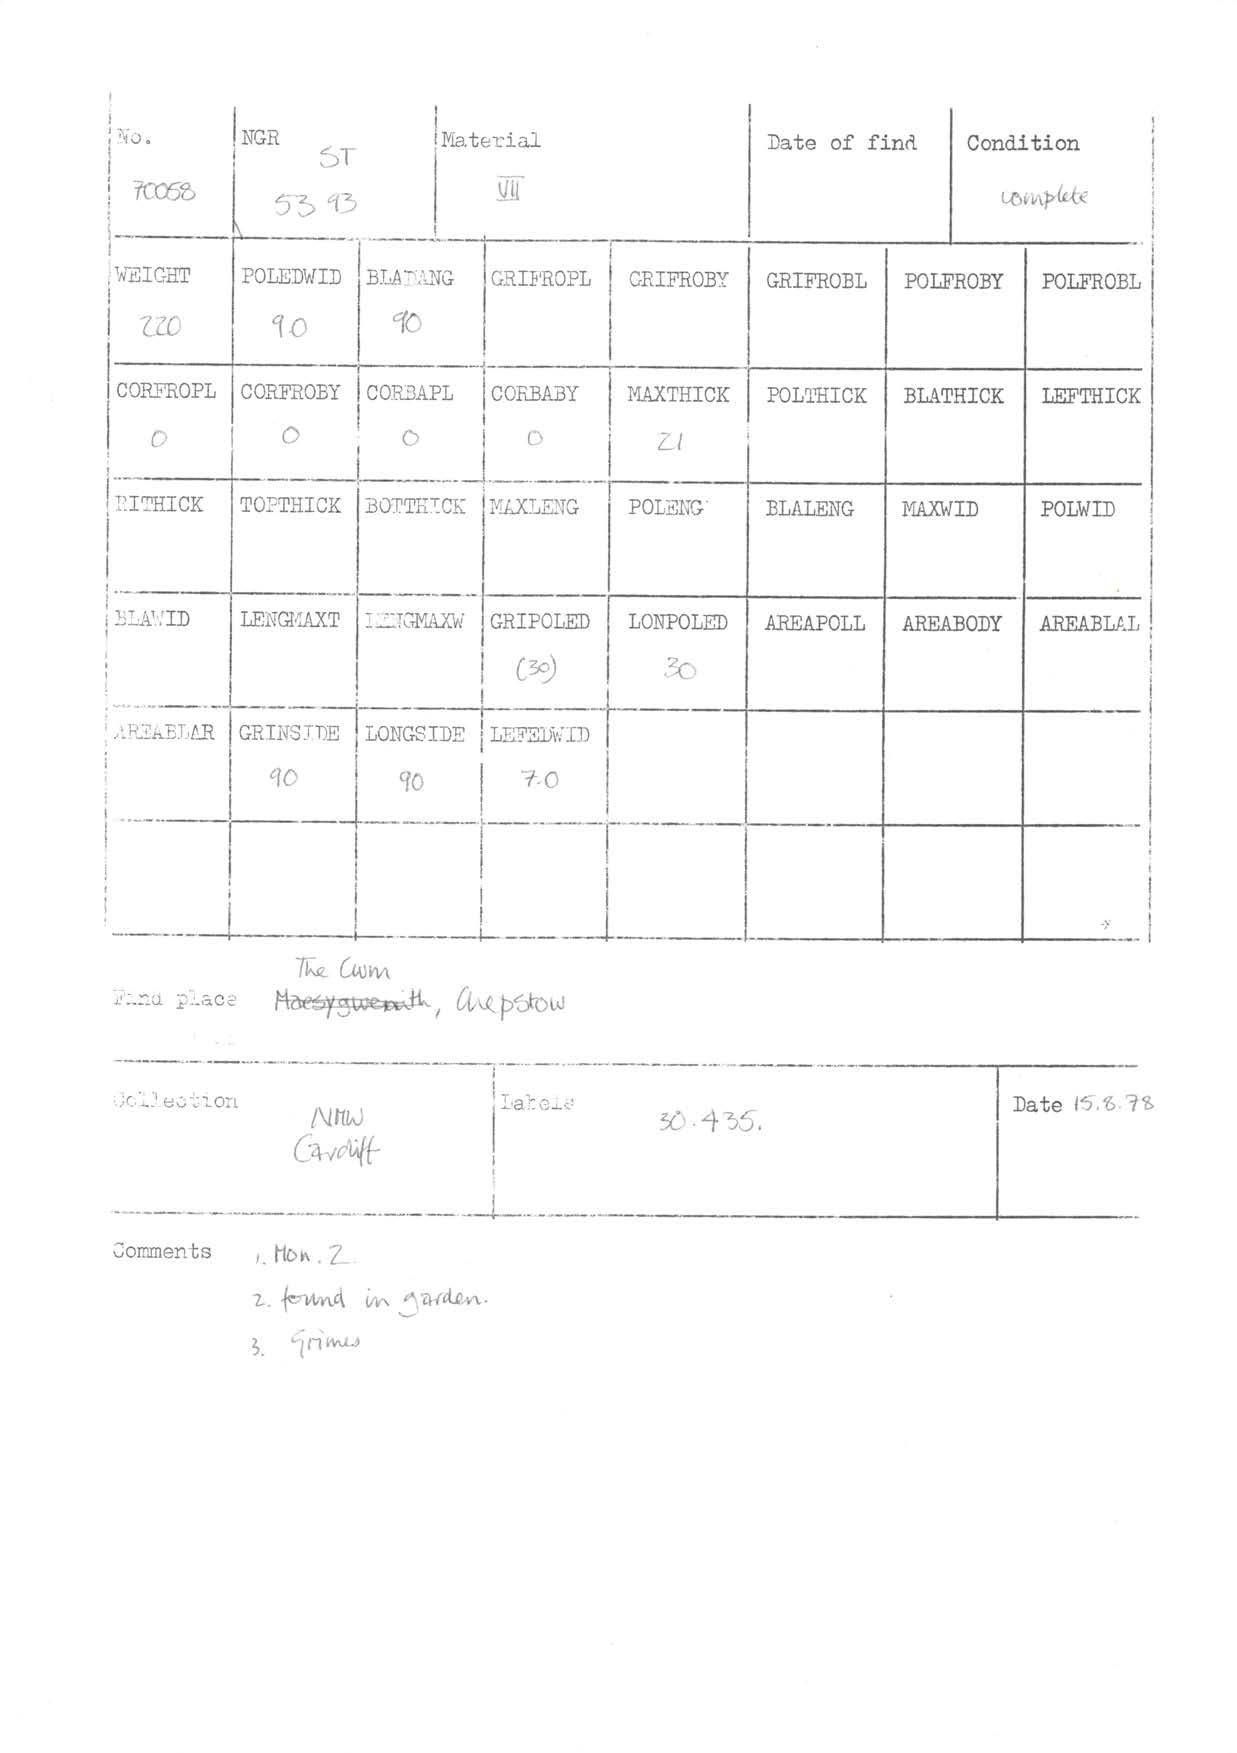 No. NGR Material Date of find Condition
ST
70058 53 93 VII complete
WEIGHT POLEDWID BLADANG GRIFROPL GRIFROBY GRIFROBL POLFROBY POLFROBL
220 9.0 90
CORFROPL CORFROBY CORBAPL CORBABY MAXTHICK POLTHICK BLATHICK LEFTHICK
0 0 0 0 21
RITHICK TOPTHICK BOTTHICK MAXLENG POLENG BLALENG MAXWID POLWID
BLAWID LENGMAXT LENGMAXW GRIPOLED LONPOLED AREAPOLL AREABODY AREABLAL
(30) 30
AREABLAR GRINSIDE LONGSIDE LEFEDWID
90 90 7.0
The Cwm
Find place Maesygwenith, Chepstow
Collection Labels Date 15.8.78
NMW 30.435.
Cardiff
Comments 1. Mon. 2.
2. found in garden.
3. Grimes